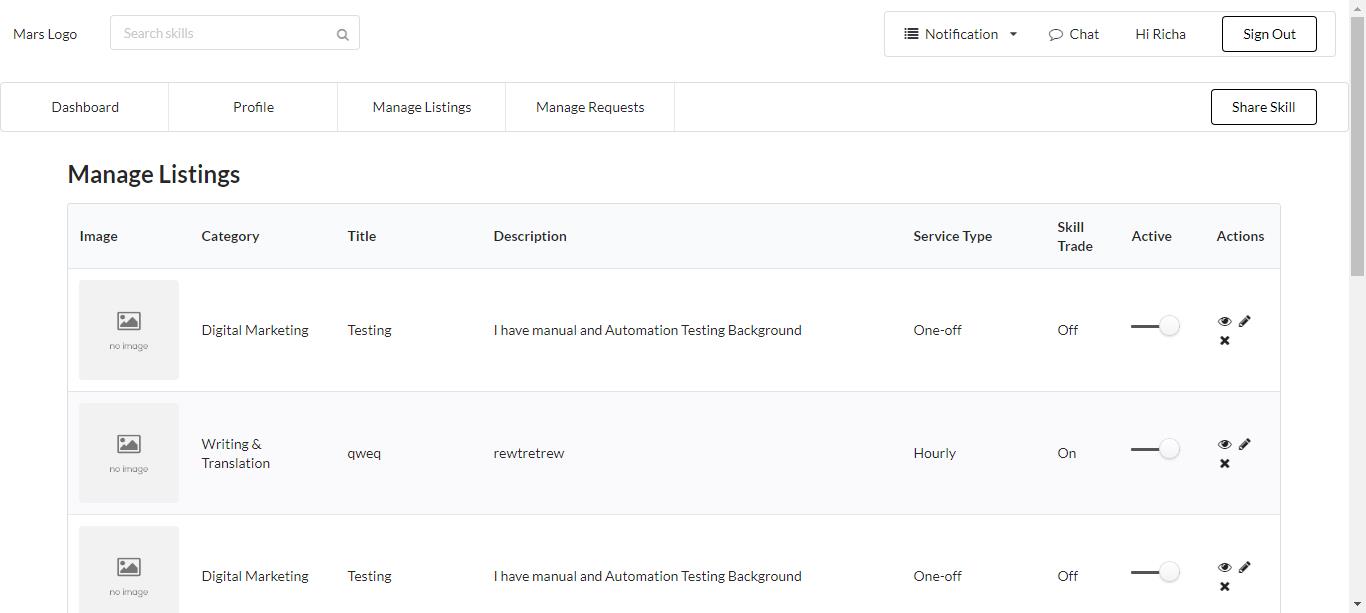 Mars Logo
Search skills
Notification
Chat
Hi Richa
Sign Out
Dashboard
Profile
Manage Listings
Manage Requests
Share Skill
Manage Listings
Image
Category
Title
Description
Service Type
Skill
Trade
Active
Actions
no image
Digital Marketing
Testing
I have manual and Automation Testing Background
One-off
Off
no image
Writing &
Translation
qweq
rewtretrew
Hourly
On
no image
Digital Marketing
Testing
I have manual and Automation Testing Background
One-off
Off